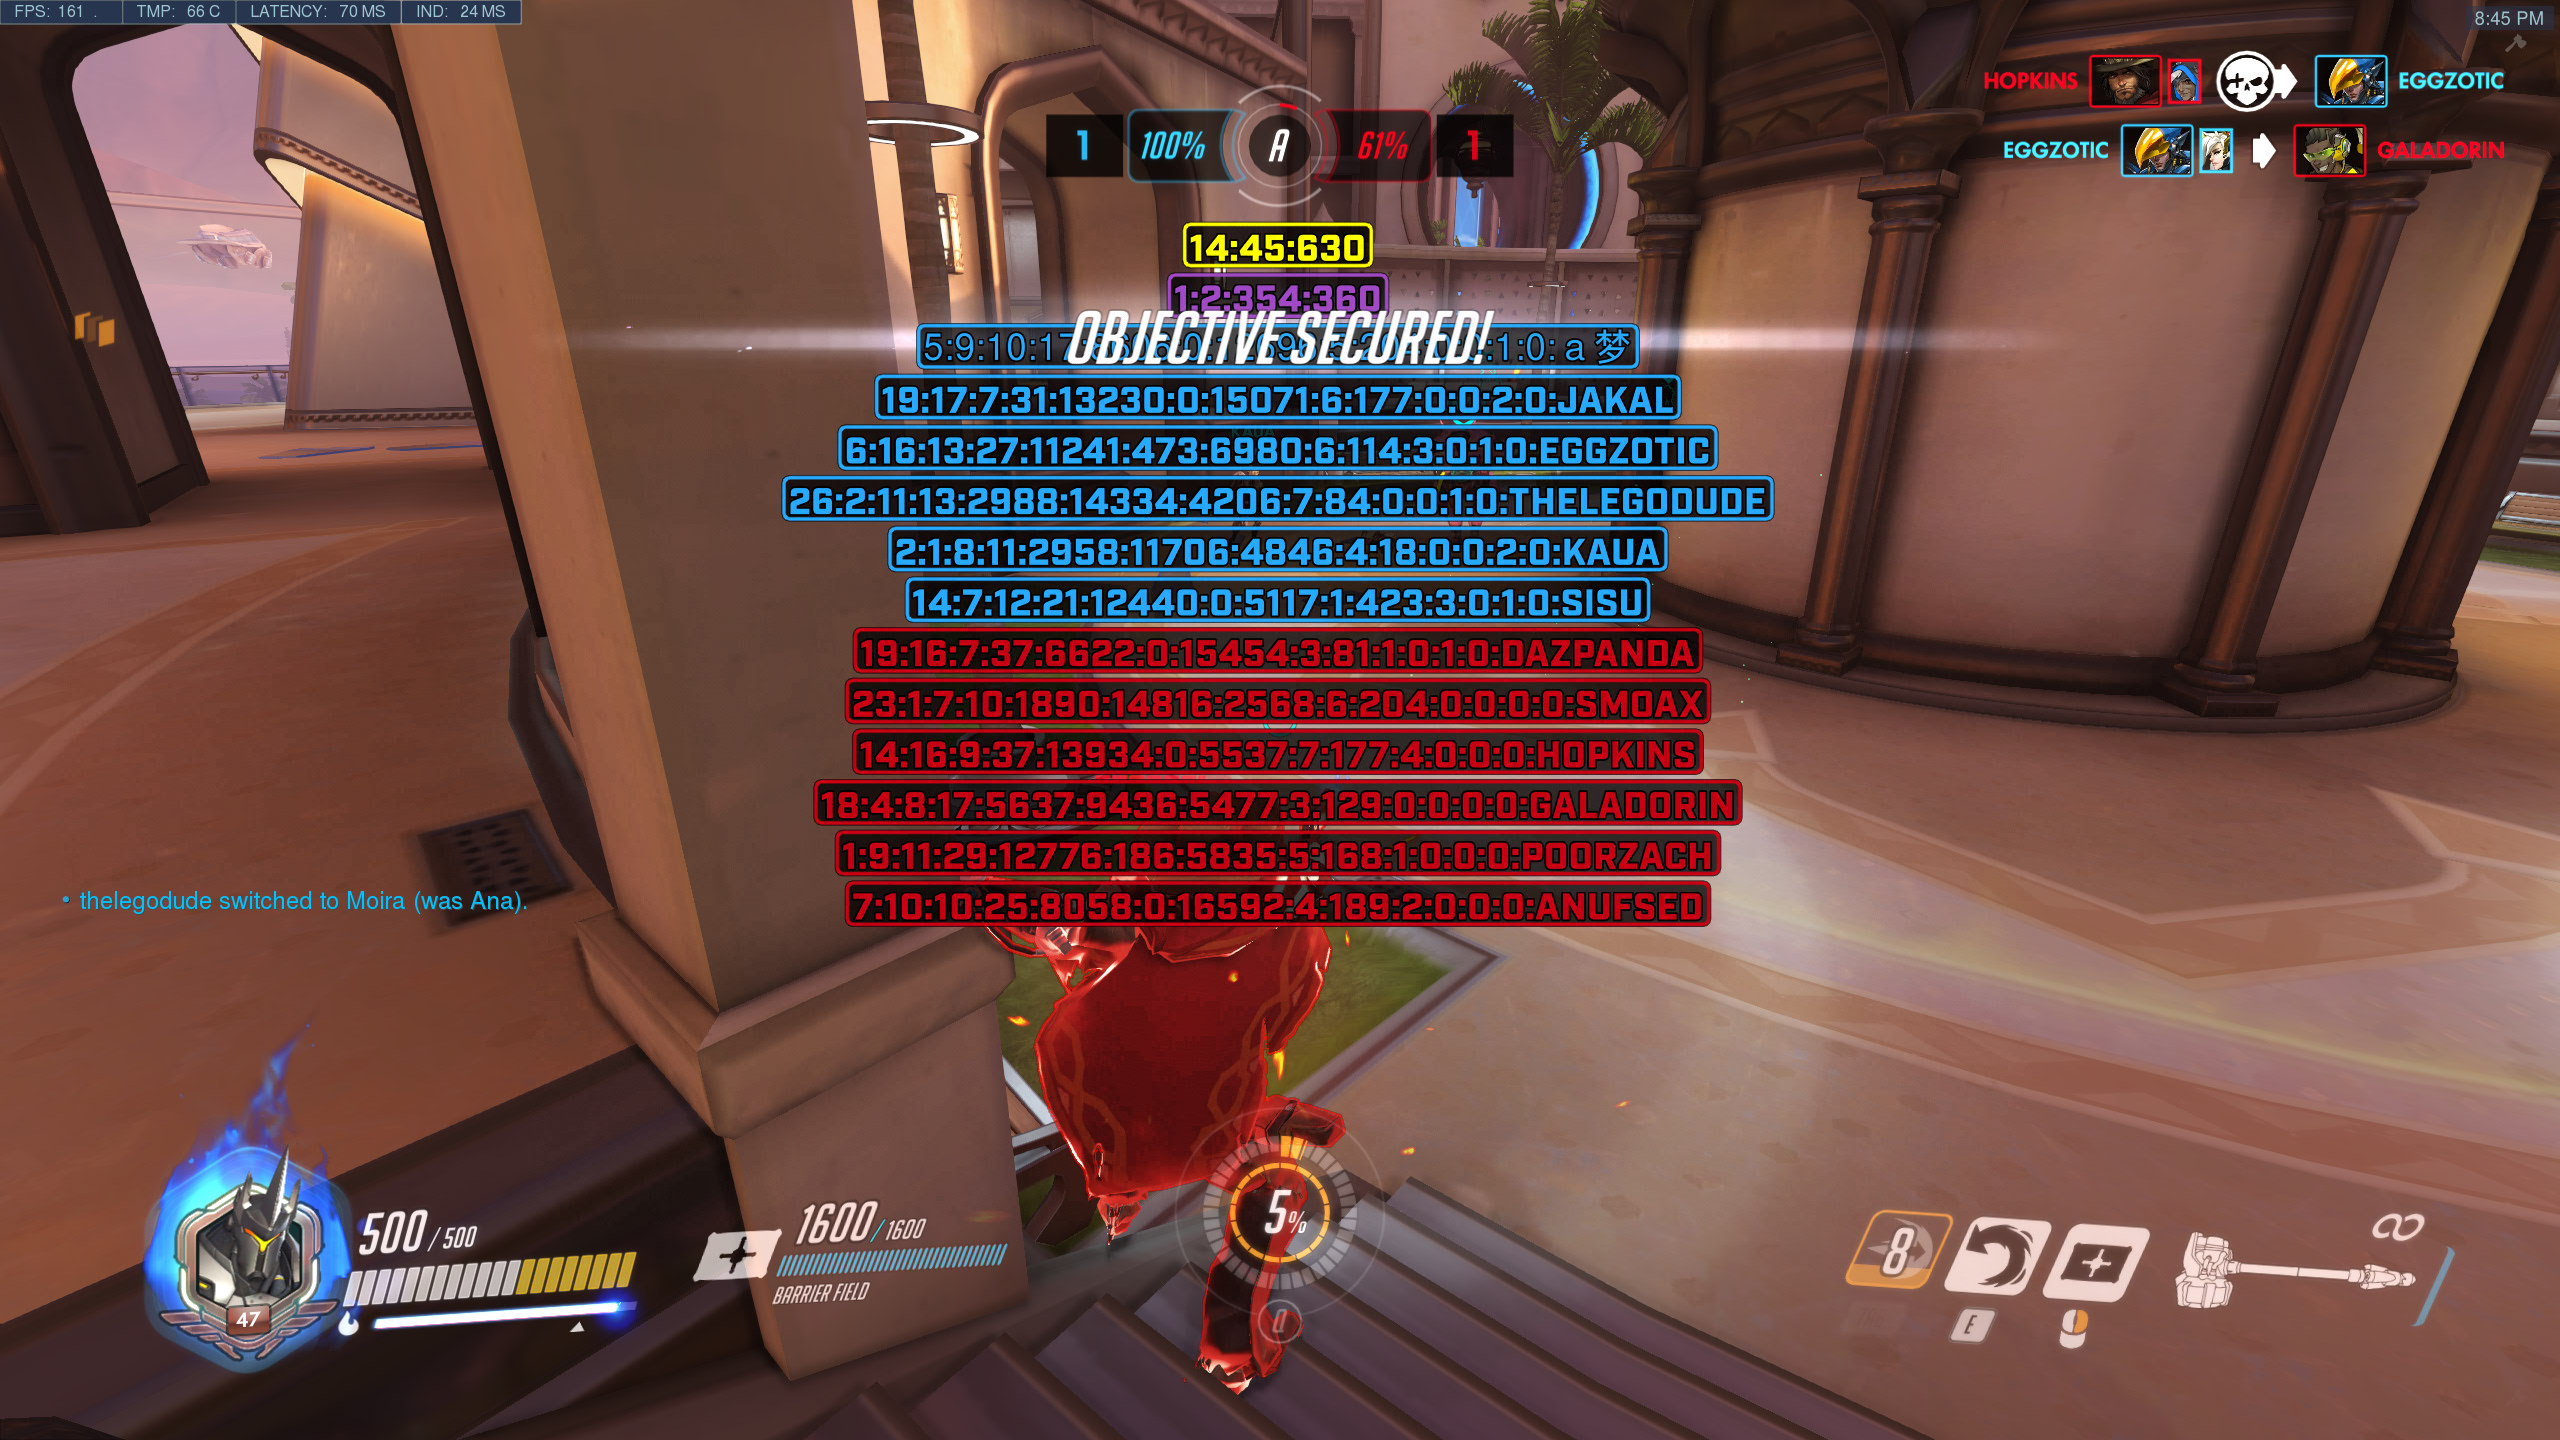 FPS: 161 . TMP: 66 C LATENCY: 70 MS IND: 24 MS
8:45 PM
HOPKINS EGGZOTIC
EGGZOTIC GALADORIN
1 100% A 61% 1
14:45:630
1:2:354:360
OBJECTIVE SECURED!
:1:0: a 梦
19:17:7:31:13230:0:15071:6:177:0:0:2:0:JAKAL
6:16:13:27:11241:473:6980:6:114:3:0:1:0:EGGZOTIC
26:2:11:13:2988:14334:4206:7:84:0:0:1:0:THELEGODUDE
2:1:8:11:2958:11706:4846:4:18:0:0:2:0:KAUA
14:7:12:21:12440:0:5117:1:423:3:0:1:0:SISU
19:16:7:37:6622:0:15454:3:81:1:0:1:0:DAZPANDA
23:1:7:10:1890:14816:2568:6:204:0:0:0:0:SMOAX
14:16:9:37:13934:0:5537:7:177:4:0:0:0:HOPKINS
18:4:8:17:5637:9436:5477:3:129:0:0:0:0:GALADORIN
1:9:11:29:12776:186:5835:5:168:1:0:0:0:POORZACH
7:10:10:25:8058:0:16592:4:189:2:0:0:0:ANUFSED
• thelegodude switched to Moira (was Ana).
500/500
47
1600/1600
BARRIER FIELD
5%
Q
8
E